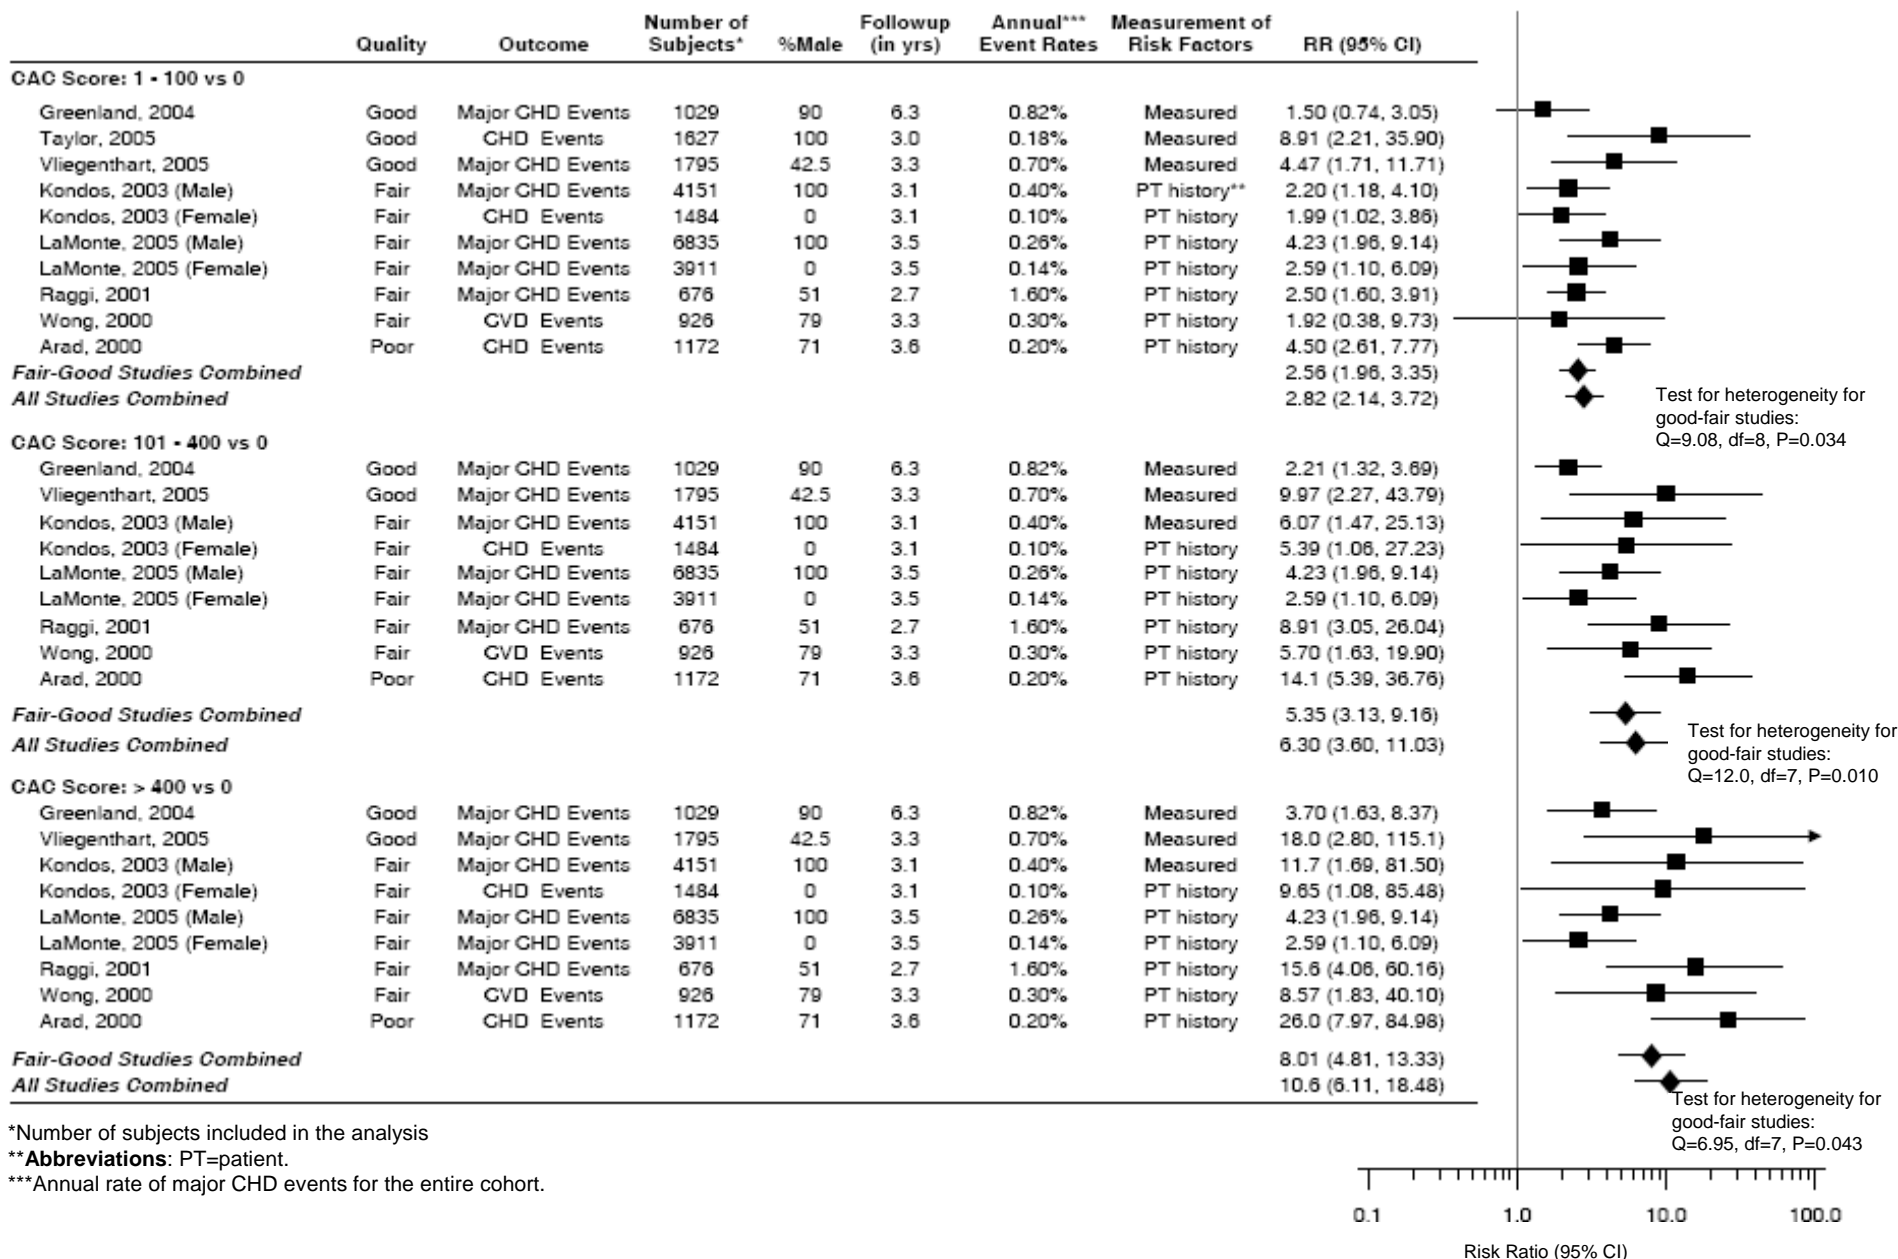 Quality Outcome Number of Subjects* %Male Followup (in yrs) Annual*** Event Rates Measurement of Risk Factors RR (95% CI)
CAC Score: 1 - 100 vs 0
Greenland, 2004 Good Major CHD Events 1029 90 6.3 0.82% Measured 1.50 (0.74, 3.05)
Taylor, 2005 Good CHD Events 1627 100 3.0 0.18% Measured 8.91 (2.21, 35.90)
Vliegenthart, 2005 Good Major CHD Events 1795 42.5 3.3 0.70% Measured 4.47 (1.71, 11.71)
Kondos, 2003 (Male) Fair Major CHD Events 4151 100 3.1 0.40% PT history** 2.20 (1.18, 4.10)
Kondos, 2003 (Female) Fair CHD Events 1484 0 3.1 0.10% PT history 1.99 (1.02, 3.86)
LaMonte, 2005 (Male) Fair Major CHD Events 6835 100 3.5 0.26% PT history 4.23 (1.96, 9.14)
LaMonte, 2005 (Female) Fair Major CHD Events 3911 0 3.5 0.14% PT history 2.59 (1.10, 6.09)
Raggi, 2001 Fair Major CHD Events 676 51 2.7 1.60% PT history 2.50 (1.60, 3.91)
Wong, 2000 Fair CVD Events 926 79 3.3 0.30% PT history 1.92 (0.38, 9.73)
Arad, 2000 Poor CHD Events 1172 71 3.6 0.20% PT history 4.50 (2.61, 7.77)
Fair-Good Studies Combined 2.56 (1.96, 3.35)
All Studies Combined 2.82 (2.14, 3.72)
Test for heterogeneity for
good-fair studies:
Q=9.08, df=8, P=0.034
CAC Score: 101 - 400 vs 0
Greenland, 2004 Good Major CHD Events 1029 90 6.3 0.82% Measured 2.21 (1.32, 3.69)
Vliegenthart, 2005 Good Major CHD Events 1795 42.5 3.3 0.70% Measured 9.97 (2.27, 43.79)
Kondos, 2003 (Male) Fair Major CHD Events 4151 100 3.1 0.40% Measured 6.07 (1.47, 25.13)
Kondos, 2003 (Female) Fair CHD Events 1484 0 3.1 0.10% PT history 5.39 (1.06, 27.23)
LaMonte, 2005 (Male) Fair Major CHD Events 6835 100 3.5 0.26% PT history 4.23 (1.96, 9.14)
LaMonte, 2005 (Female) Fair Major CHD Events 3911 0 3.5 0.14% PT history 2.59 (1.10, 6.09)
Raggi, 2001 Fair Major CHD Events 676 51 2.7 1.60% PT history 8.91 (3.05, 26.04)
Wong, 2000 Fair CVD Events 926 79 3.3 0.30% PT history 5.70 (1.63, 19.90)
Arad, 2000 Poor CHD Events 1172 71 3.6 0.20% PT history 14.1 (5.39, 36.76)
Fair-Good Studies Combined 5.35 (3.13, 9.16)
All Studies Combined 6.30 (3.60, 11.03)
Test for heterogeneity for
good-fair studies:
Q=12.0, df=7, P=0.010
CAC Score: > 400 vs 0
Greenland, 2004 Good Major CHD Events 1029 90 6.3 0.82% Measured 3.70 (1.63, 8.37)
Vliegenthart, 2005 Good Major CHD Events 1795 42.5 3.3 0.70% Measured 18.0 (2.80, 115.1)
Kondos, 2003 (Male) Fair Major CHD Events 4151 100 3.1 0.40% Measured 11.7 (1.69, 81.50)
Kondos, 2003 (Female) Fair CHD Events 1484 0 3.1 0.10% PT history 9.65 (1.08, 85.48)
LaMonte, 2005 (Male) Fair Major CHD Events 6835 100 3.5 0.26% PT history 4.23 (1.96, 9.14)
LaMonte, 2005 (Female) Fair Major CHD Events 3911 0 3.5 0.14% PT history 2.59 (1.10, 6.09)
Raggi, 2001 Fair Major CHD Events 676 51 2.7 1.60% PT history 15.6 (4.06, 60.16)
Wong, 2000 Fair CVD Events 926 79 3.3 0.30% PT history 8.57 (1.83, 40.10)
Arad, 2000 Poor CHD Events 1172 71 3.6 0.20% PT history 26.0 (7.97, 84.98)
Fair-Good Studies Combined 8.01 (4.81, 13.33)
All Studies Combined 10.6 (6.11, 18.48)
Test for heterogeneity for
good-fair studies:
Q=6.95, df=7, P=0.043
*Number of subjects included in the analysis
**Abbreviations: PT=patient.
***Annual rate of major CHD events for the entire cohort.
0.1 1.0 10.0 100.0
Risk Ratio (95% CI)